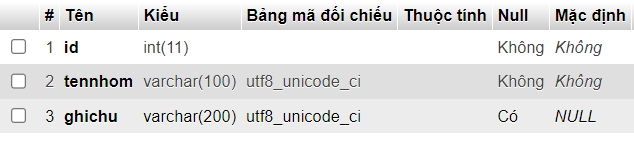 # Tên Kiểu Bảng mã đối chiếu Thuộc tính Null Mặc định
1 id int(11) Không Không
2 tennhom varchar(100) utf8_unicode_ci Không Không
3 ghichu varchar(200) utf8_unicode_ci Có NULL